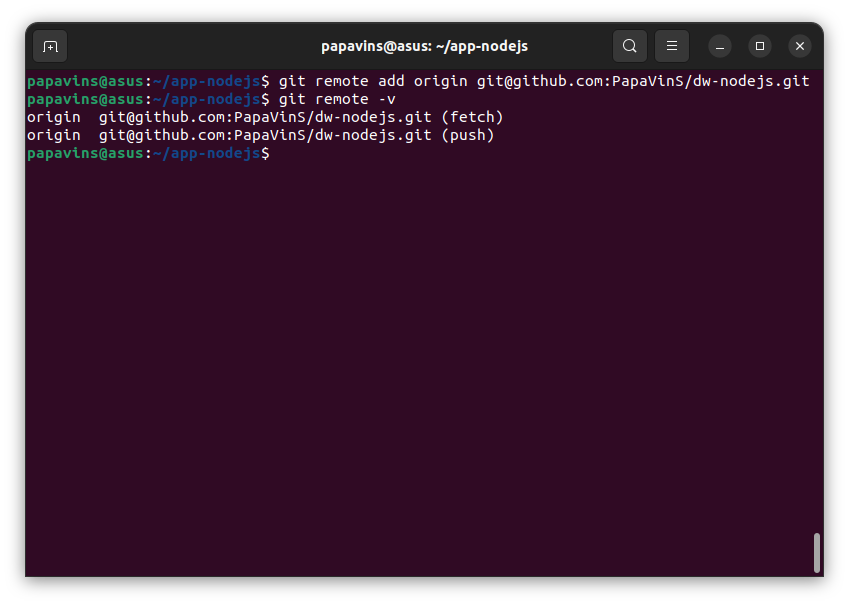 papavins@asus: ~/app-nodejs
papavins@asus:~/app-nodejs$ git remote add origin git@github.com:PapaVinS/dw-nodejs.git
papavins@asus:~/app-nodejs$ git remote -v
origin  git@github.com:PapaVinS/dw-nodejs.git (fetch)
origin  git@github.com:PapaVinS/dw-nodejs.git (push)
papavins@asus:~/app-nodejs$